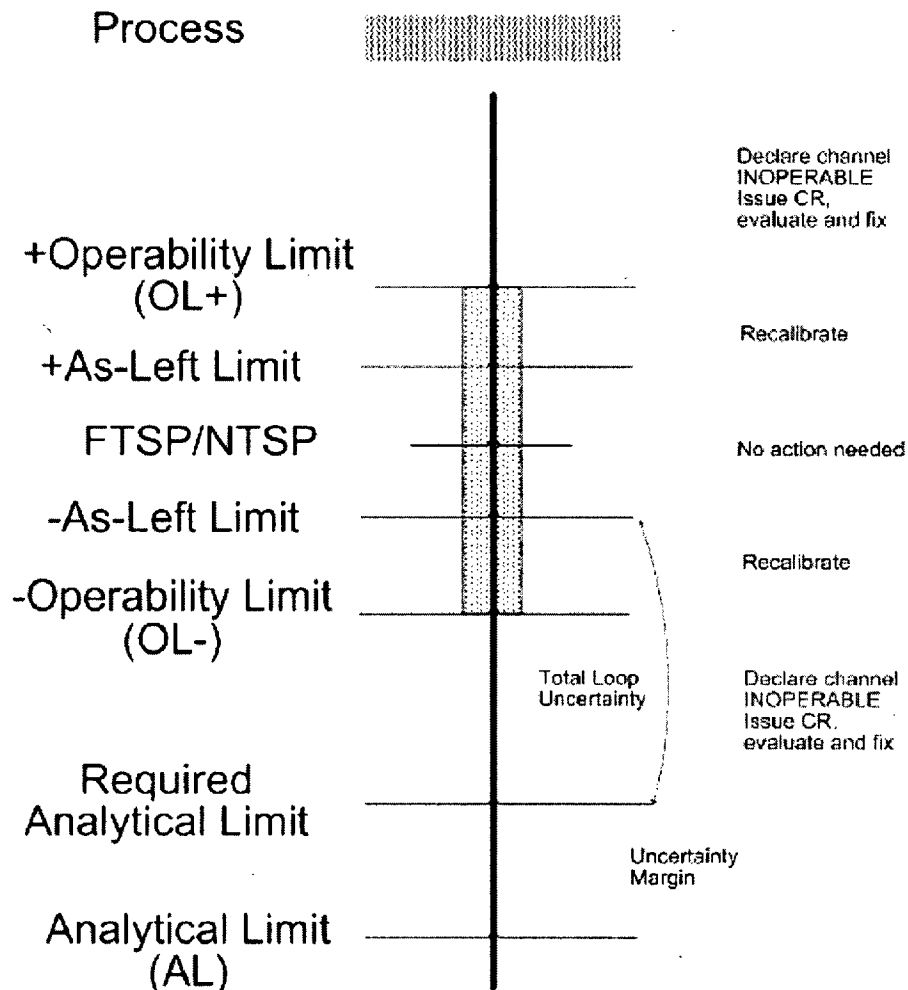 Process
Declare channel
INOPERABLE
Issue CR,
evaluate and fix
+Operability Limit
(OL+)
Recalibrate
+As-Left Limit
FTSP/NTSP
No action needed
-As-Left Limit
Recalibrate
-Operability Limit
(OL-)
Total Loop
Uncertainty
Declare channel
INOPERABLE
Issue CR,
evaluate and fix
Required
Analytical Limit
Uncertainty
Margin
Analytical Limit
(AL)